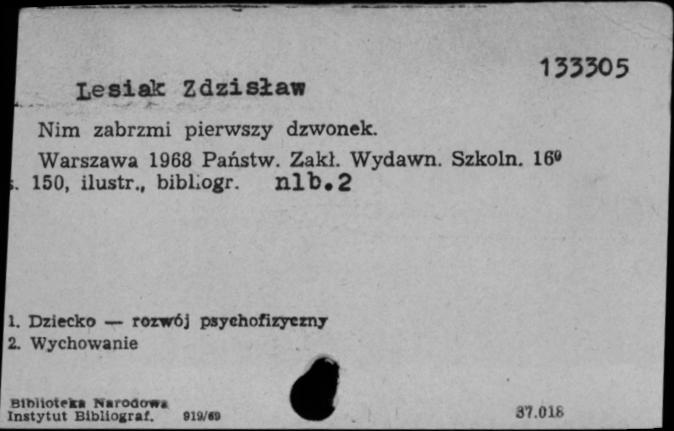 133305
Lesiak Zdzisław
Nim zabrzmi pierwszy dzwonek.
Warszawa 1968 Państw. Zakł. Wydawn. Szkoln. 16⁰
s. 150, ilustr., bibliogr. nlb.2
1. Dziecko — rozwój psychofizyczny
2. Wychowanie
Biblioteka Narodowa
Instytut Bibliograf. 919/69 37.018